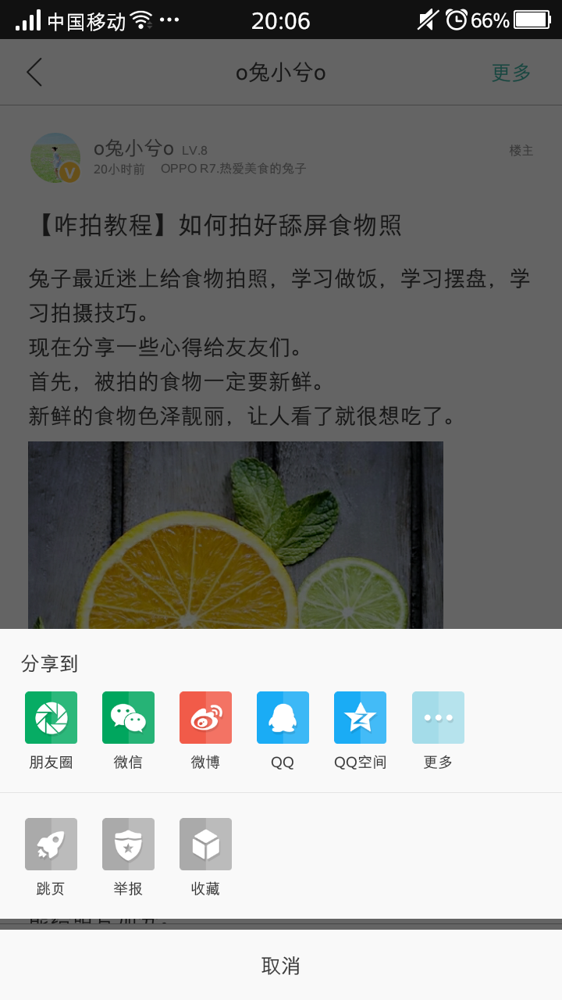 中国移动 ··· 20:06 66%
o兔小兮o 更多
o兔小兮o LV.8 楼主
20小时前 OPPO R7.热爱美食的兔子
【咋拍教程】如何拍好舔屏食物照
兔子最近迷上给食物拍照，学习做饭，学习摆盘，学
习拍摄技巧。
现在分享一些心得给友友们。
首先，被拍的食物一定要新鲜。
新鲜的食物色泽靓丽，让人看了就很想吃了。
分享到
朋友圈 微信 微博 QQ QQ空间 更多
跳页 举报 收藏
取消